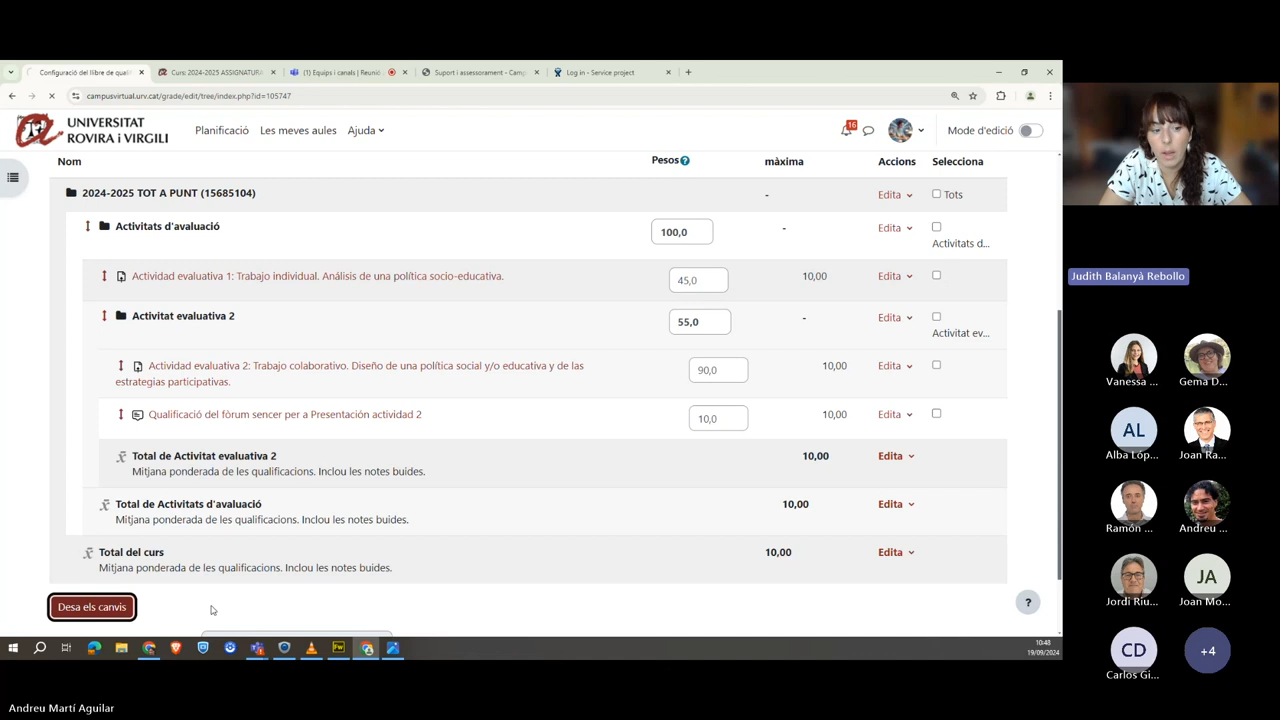 Configuració del llibre de qualif
Curs: 2024-2025 ASSIGNATURA
(1) Equips i canals | Reunió
Suport i assessorament - Camp
Log in - Service project
campusvirtual.urv.cat/grade/edit/tree/index.php?id=105747
UNIVERSITAT
ROVIRA i VIRGILI
Planificació
Les meves aules
Ajuda
16
Mode d'edició
Nom
Pesos
màxima
Accions
Selecciona
2024-2025 TOT A PUNT (15685104)
-
Edita
Tots
Activitats d'avaluació
100,0
-
Edita
Activitats d...
Actividad evaluativa 1: Trabajo individual. Análisis de una política socio-educativa.
45,0
10,00
Edita
Activitat evaluativa 2
55,0
-
Edita
Activitat ev...
Actividad evaluativa 2: Trabajo colaborativo. Diseño de una política social y/o educativa y de las
estrategias participativas.
90,0
10,00
Edita
Qualificació del fòrum sencer per a Presentación actividad 2
10,0
10,00
Edita
Total de Activitat evaluativa 2
Mitjana ponderada de les qualificacions. Inclou les notes buides.
10,00
Edita
Total de Activitats d'avaluació
Mitjana ponderada de les qualificacions. Inclou les notes buides.
10,00
Edita
Total del curs
Mitjana ponderada de les qualificacions. Inclou les notes buides.
10,00
Edita
Desa els canvis
?
Fw
10:48
19/09/2024
Judith Balanyà Rebollo
Vanessa ...
Gema D...
AL
Alba Lóp...
Joan Ra...
Ramón ...
Andreu ...
Jordi Riu...
JA
Joan Mo...
CD
Carlos Gi...
+4
Andreu Martí Aguilar